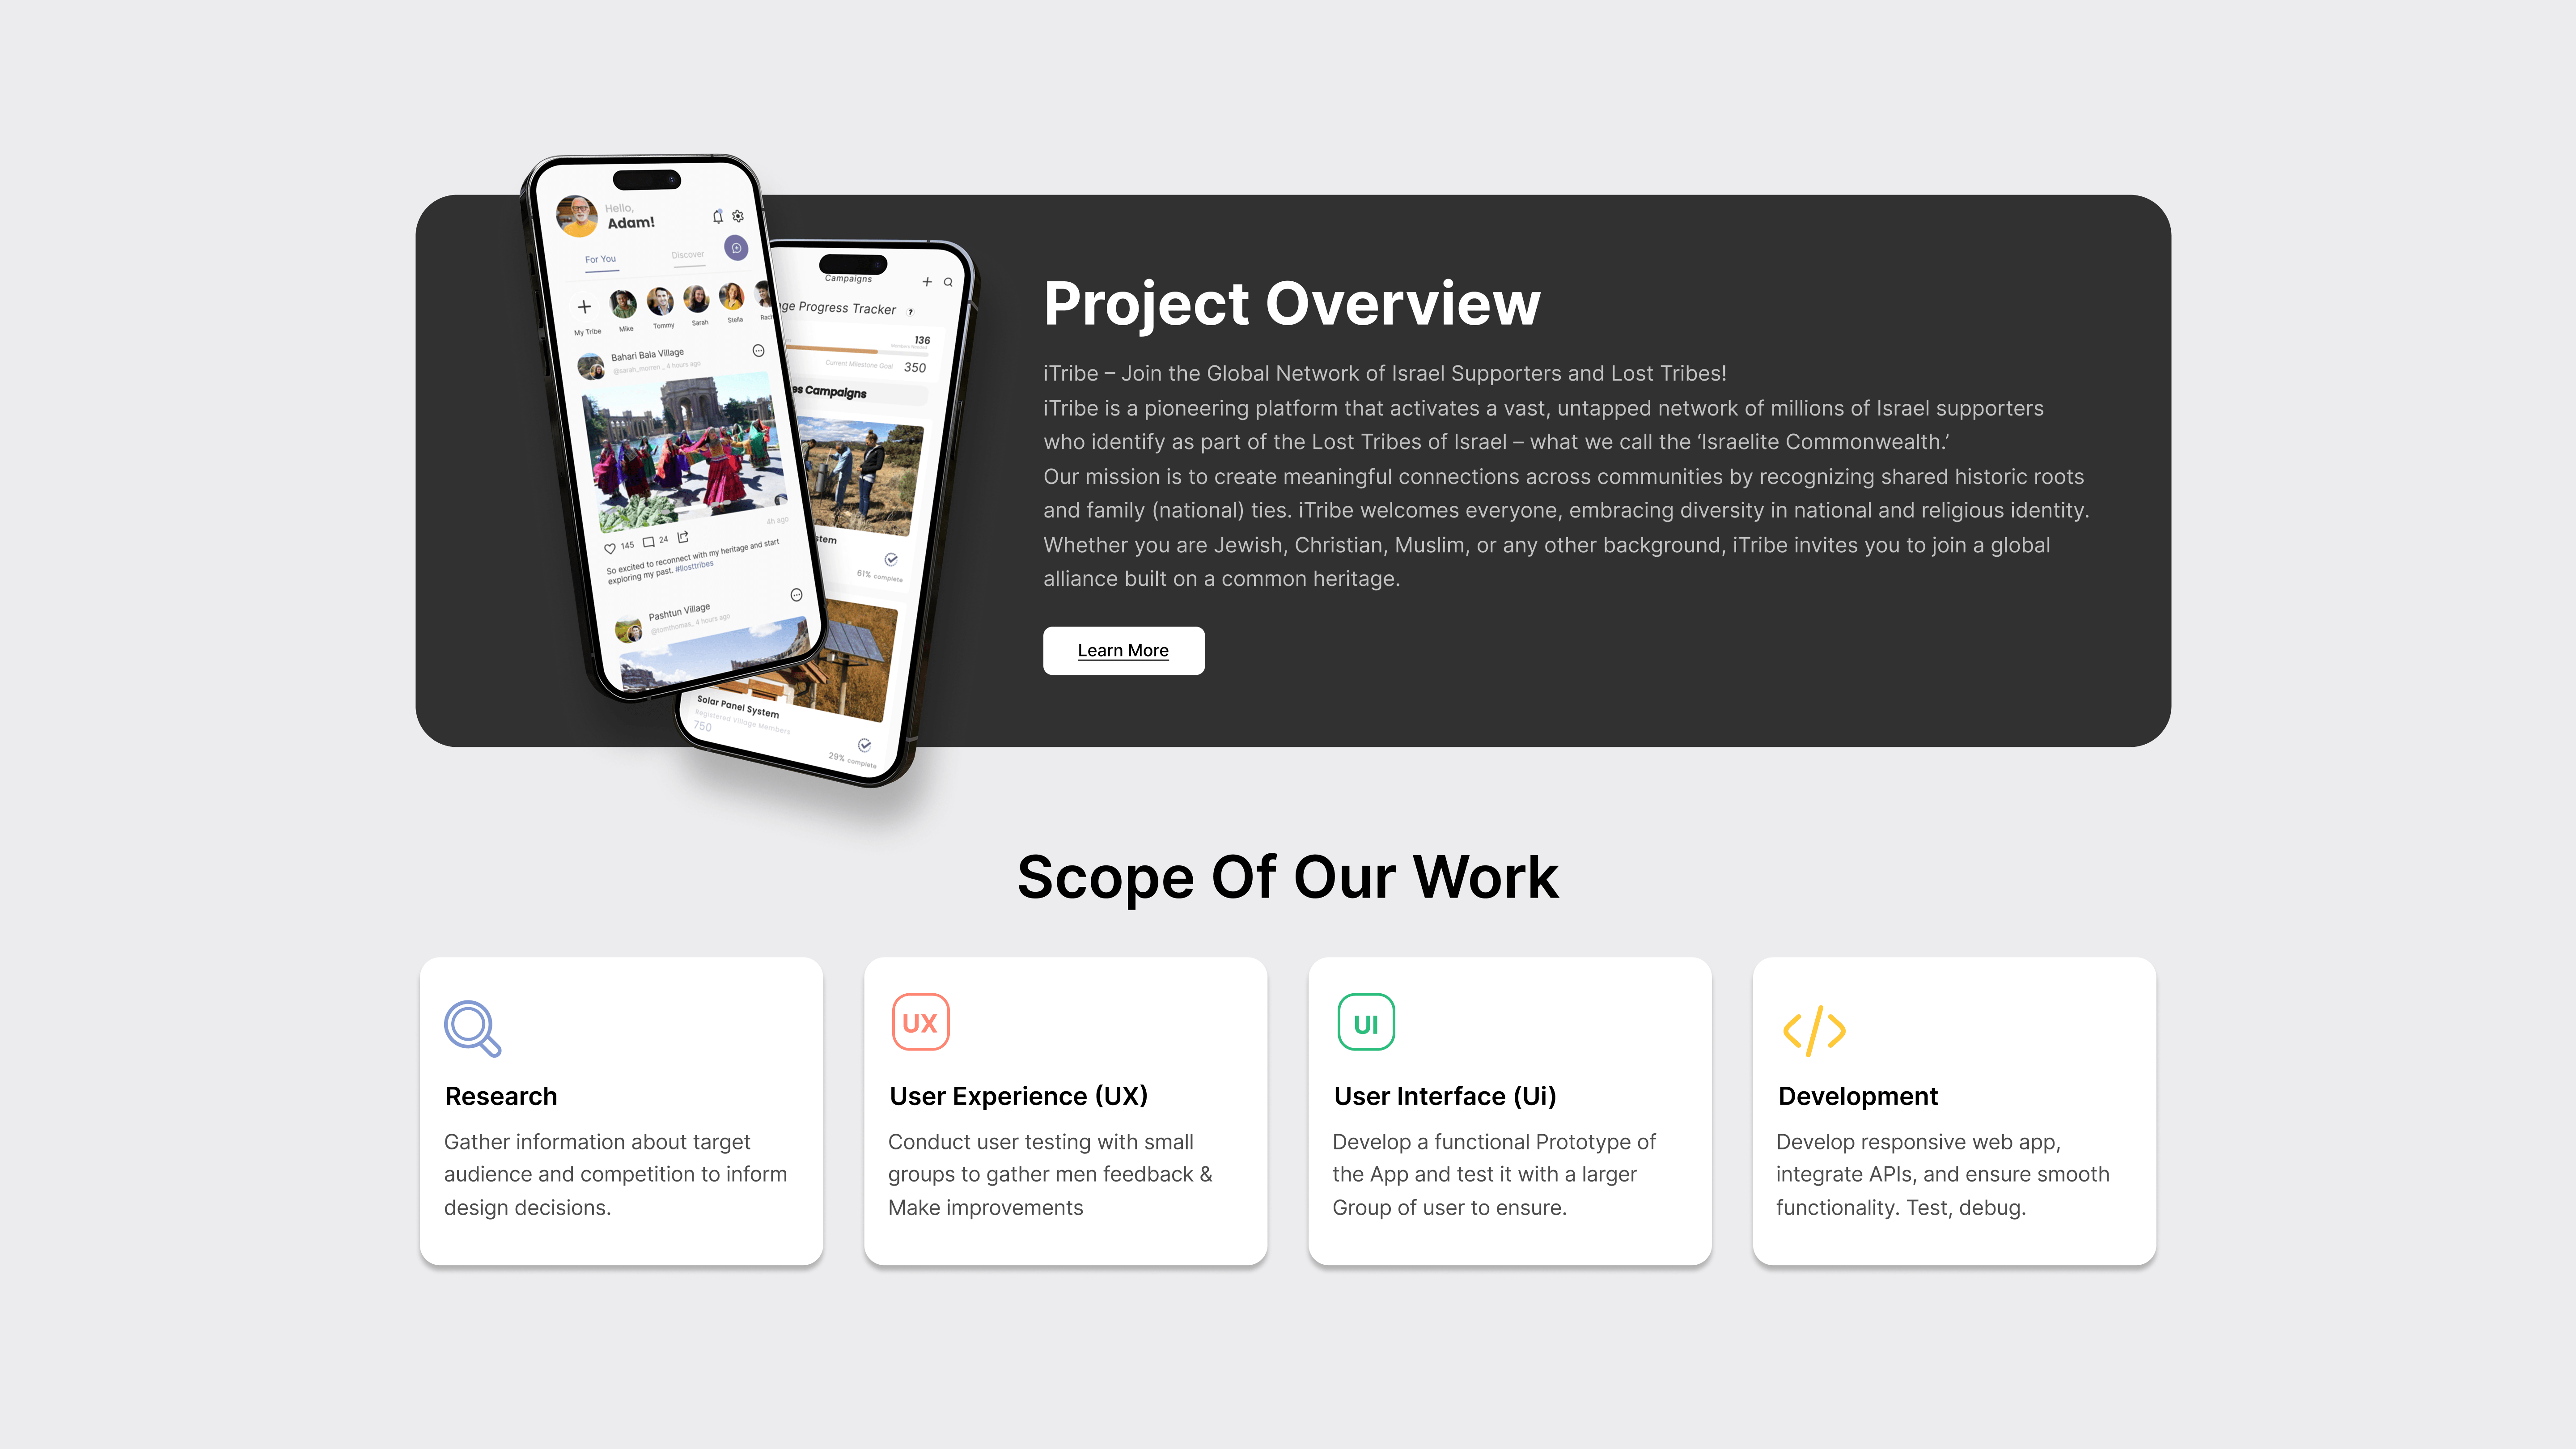 Hello,
Adam!
For You
Discover
My Tribe
Mike
Tommy
Sarah
Stella
Bahari Bala Village
@sarah_morren _ 4 hours ago
4h ago
145
24
So excited to reconnect with my heritage and start
exploring my past. #losttribes
Pashtun Village
@tomthomas_ 4 hours ago
Campaigns
ge Progress Tracker ?
136
Members Needed
Current Milestone Goal 350
es Campaigns
stem
61% complete
Solar Panel System
Registered Village Members
750
29% complete
Project Overview
iTribe – Join the Global Network of Israel Supporters and Lost Tribes!
iTribe is a pioneering platform that activates a vast, untapped network of millions of Israel supporters
who identify as part of the Lost Tribes of Israel – what we call the ‘Israelite Commonwealth.’
Our mission is to create meaningful connections across communities by recognizing shared historic roots
and family (national) ties. iTribe welcomes everyone, embracing diversity in national and religious identity.
Whether you are Jewish, Christian, Muslim, or any other background, iTribe invites you to join a global
alliance built on a common heritage.
Learn More
Scope Of Our Work
UX
UI
</>
Research
Gather information about target
audience and competition to inform
design decisions.
User Experience (UX)
Conduct user testing with small
groups to gather men feedback &
Make improvements
User Interface (Ui)
Develop a functional Prototype of
the App and test it with a larger
Group of user to ensure.
Development
Develop responsive web app,
integrate APIs, and ensure smooth
functionality. Test, debug.